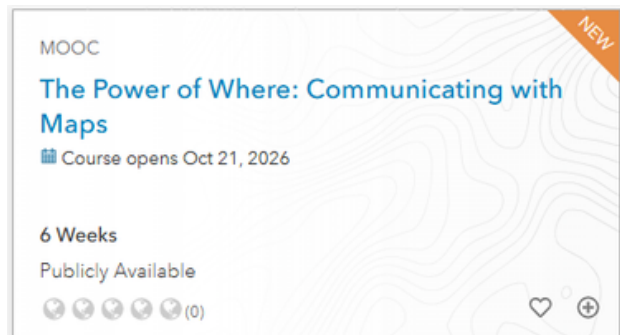 MOOC
NEW
The Power of Where: Communicating with
Maps
Course opens Oct 21, 2026
6 Weeks
Publicly Available
(0)